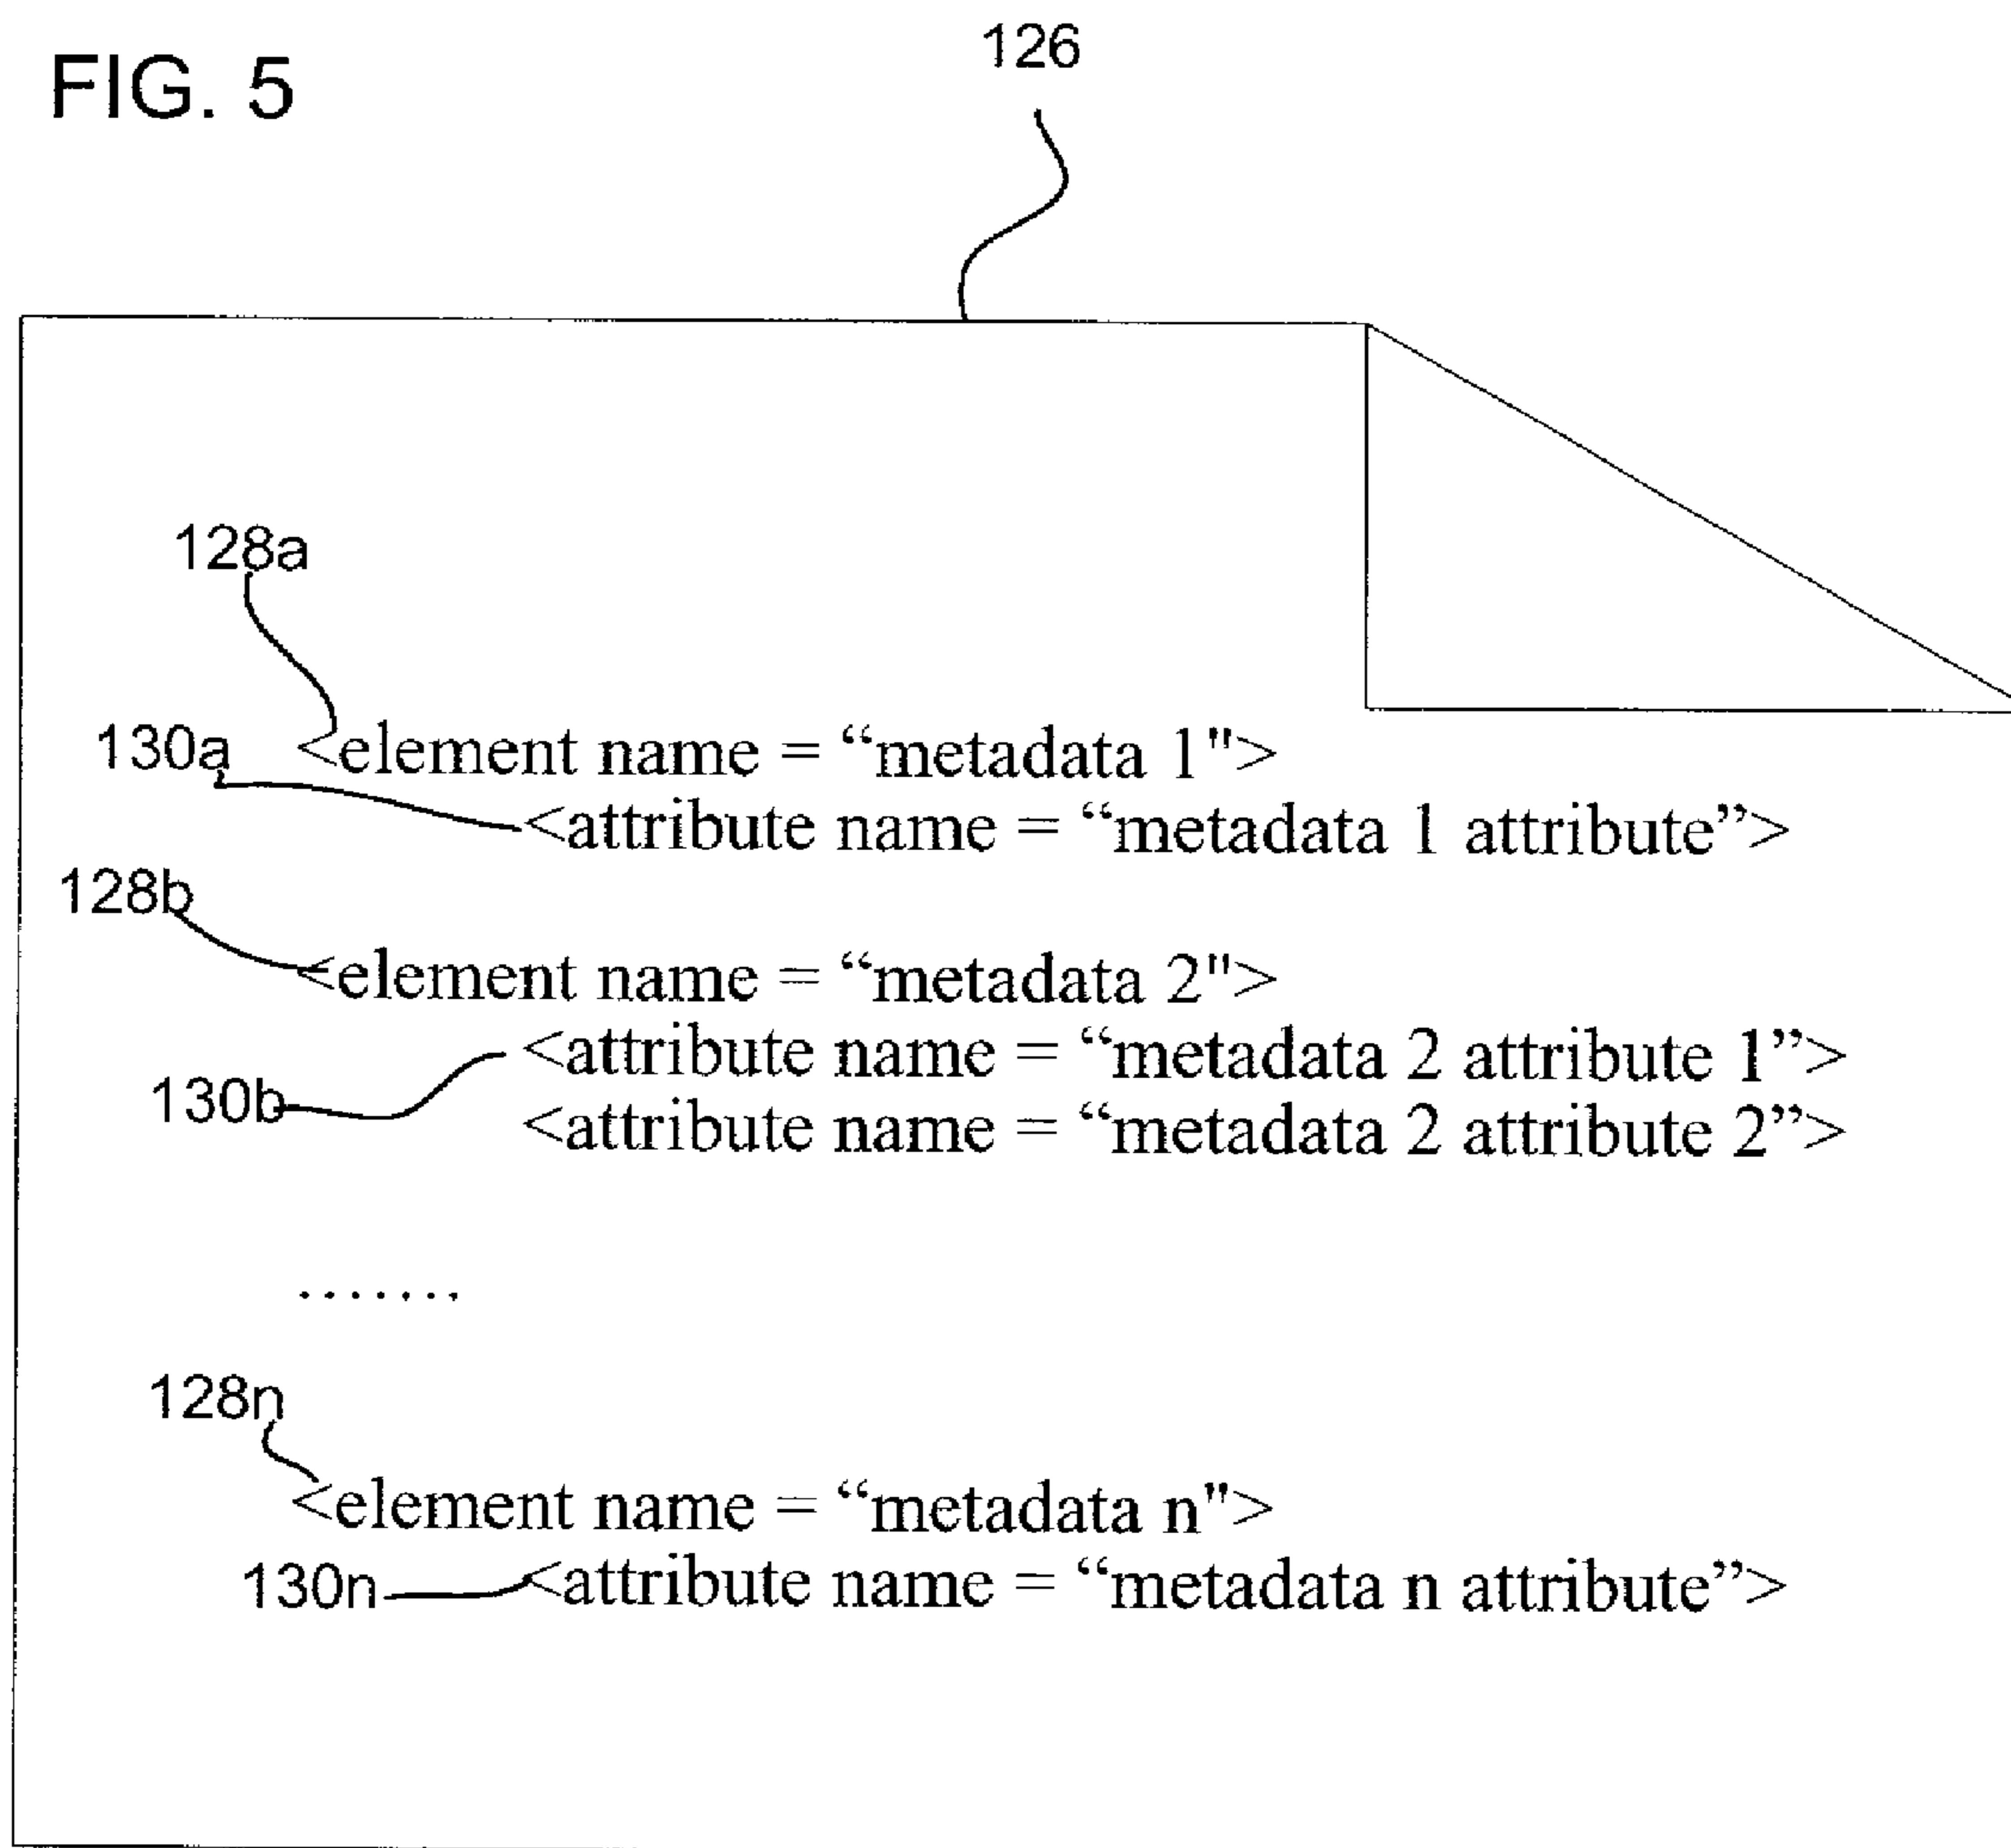 FIG. 5
126
128a
130a <element name = “metadata 1">
<attribute name = “metadata 1 attribute”>
128b
<element name = “metadata 2">
<attribute name = “metadata 2 attribute 1”>
130b
<attribute name = “metadata 2 attribute 2”>
.......
128n
<element name = “metadata n">
130n <attribute name = “metadata n attribute”>